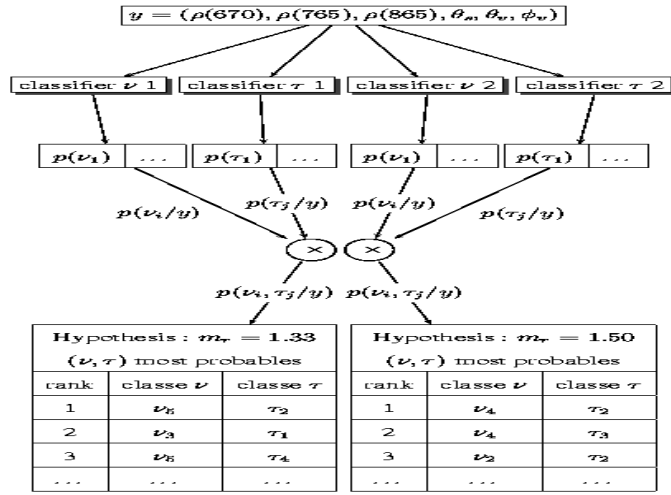 y = (ρ(670), ρ(765), ρ(865), θₛ, θᵥ, ϕᵥ)
classifier ν 1
classifier τ 1
classifier ν 2
classifier τ 2
p(ν₁) ...
p(τ₁) ...
p(ν₁) ...
p(τ₁) ...
p(νᵢ/y)
p(τⱼ/y)
p(νᵢ/y)
p(τⱼ/y)
×
×
p(νᵢ, τⱼ/y)
p(νᵢ, τⱼ/y)
Hypothesis : mᵣ = 1.33
(ν, τ) most probables
rank classe ν classe τ
1 ν₅ τ₂
2 ν₃ τ₁
3 ν₅ τ₄
... ... ...
Hypothesis : mᵣ = 1.50
(ν, τ) most probables
rank classe ν classe τ
1 ν₄ τ₂
2 ν₄ τ₃
3 ν₂ τ₂
... ... ...